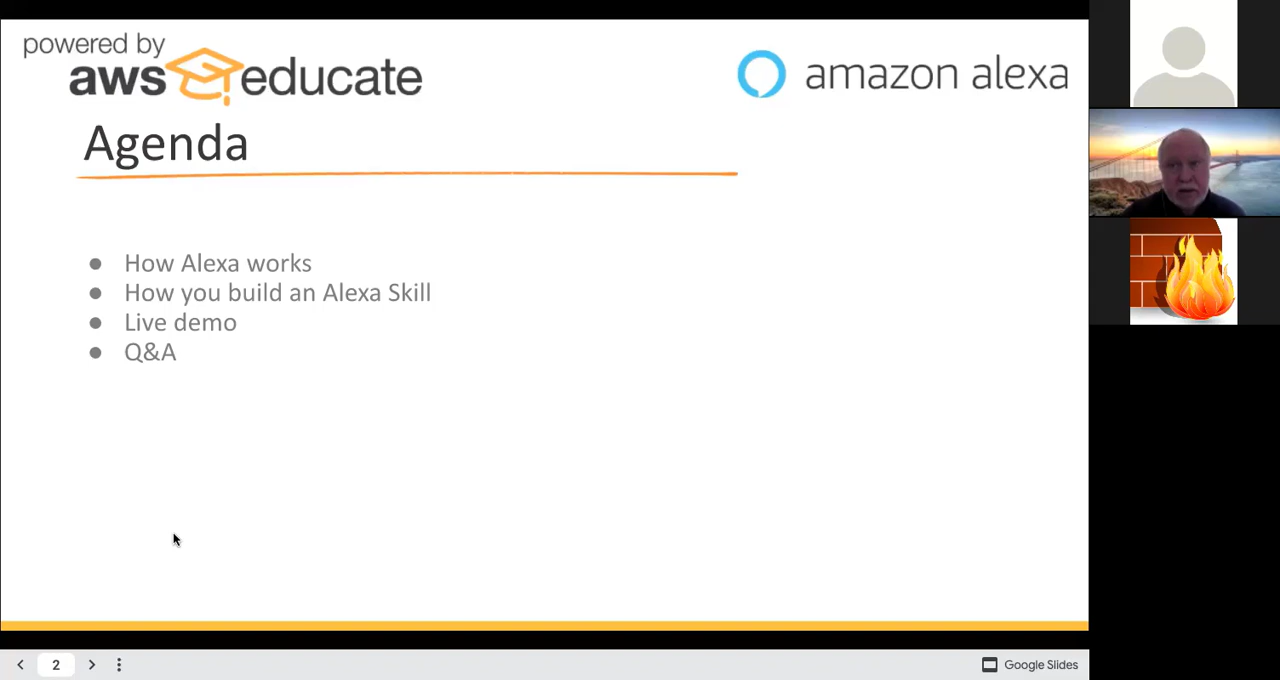 powered by
aws educate
amazon alexa
Agenda
How Alexa works
How you build an Alexa Skill
Live demo
Q&A
2
Google Slides